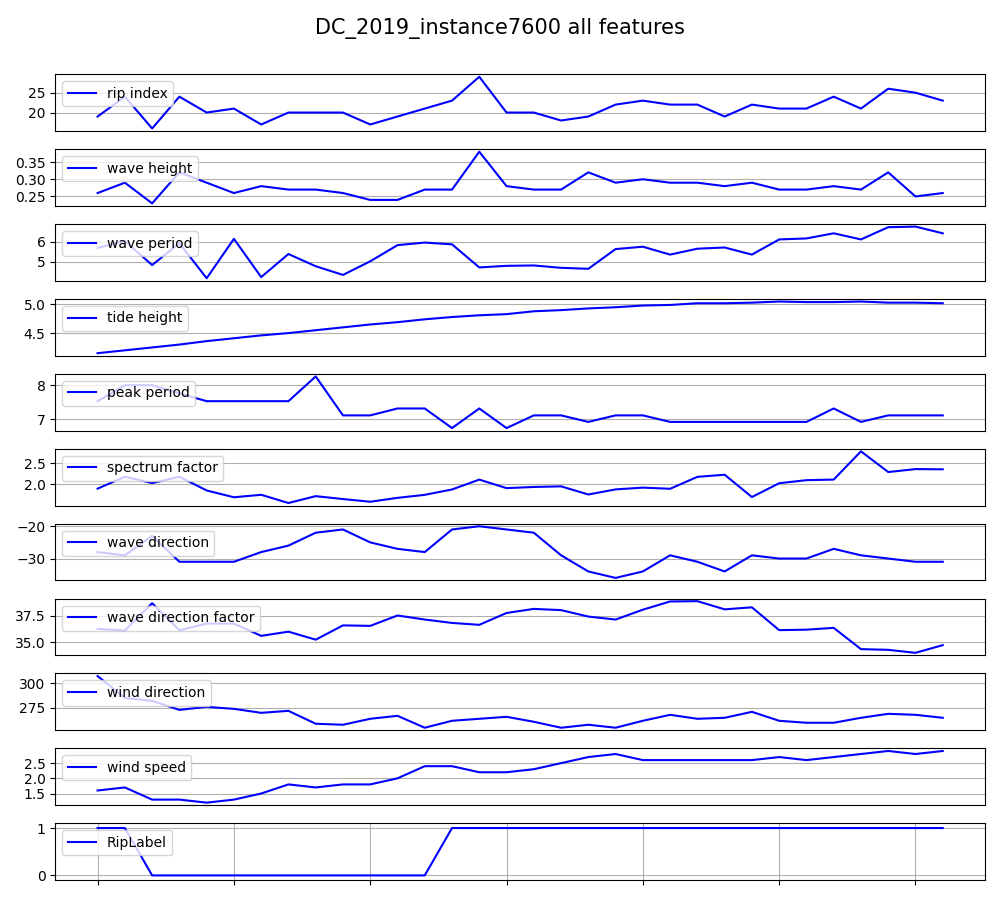 DC_2019_instance7600 all features
rip index
25
20
wave height
0.35
0.30
0.25
wave period
6
5
tide height
5.0
4.5
peak period
8
7
spectrum factor
2.5
2.0
wave direction
−20
−30
wave direction factor
37.5
35.0
wind direction
300
275
wind speed
2.5
2.0
1.5
RipLabel
1
0